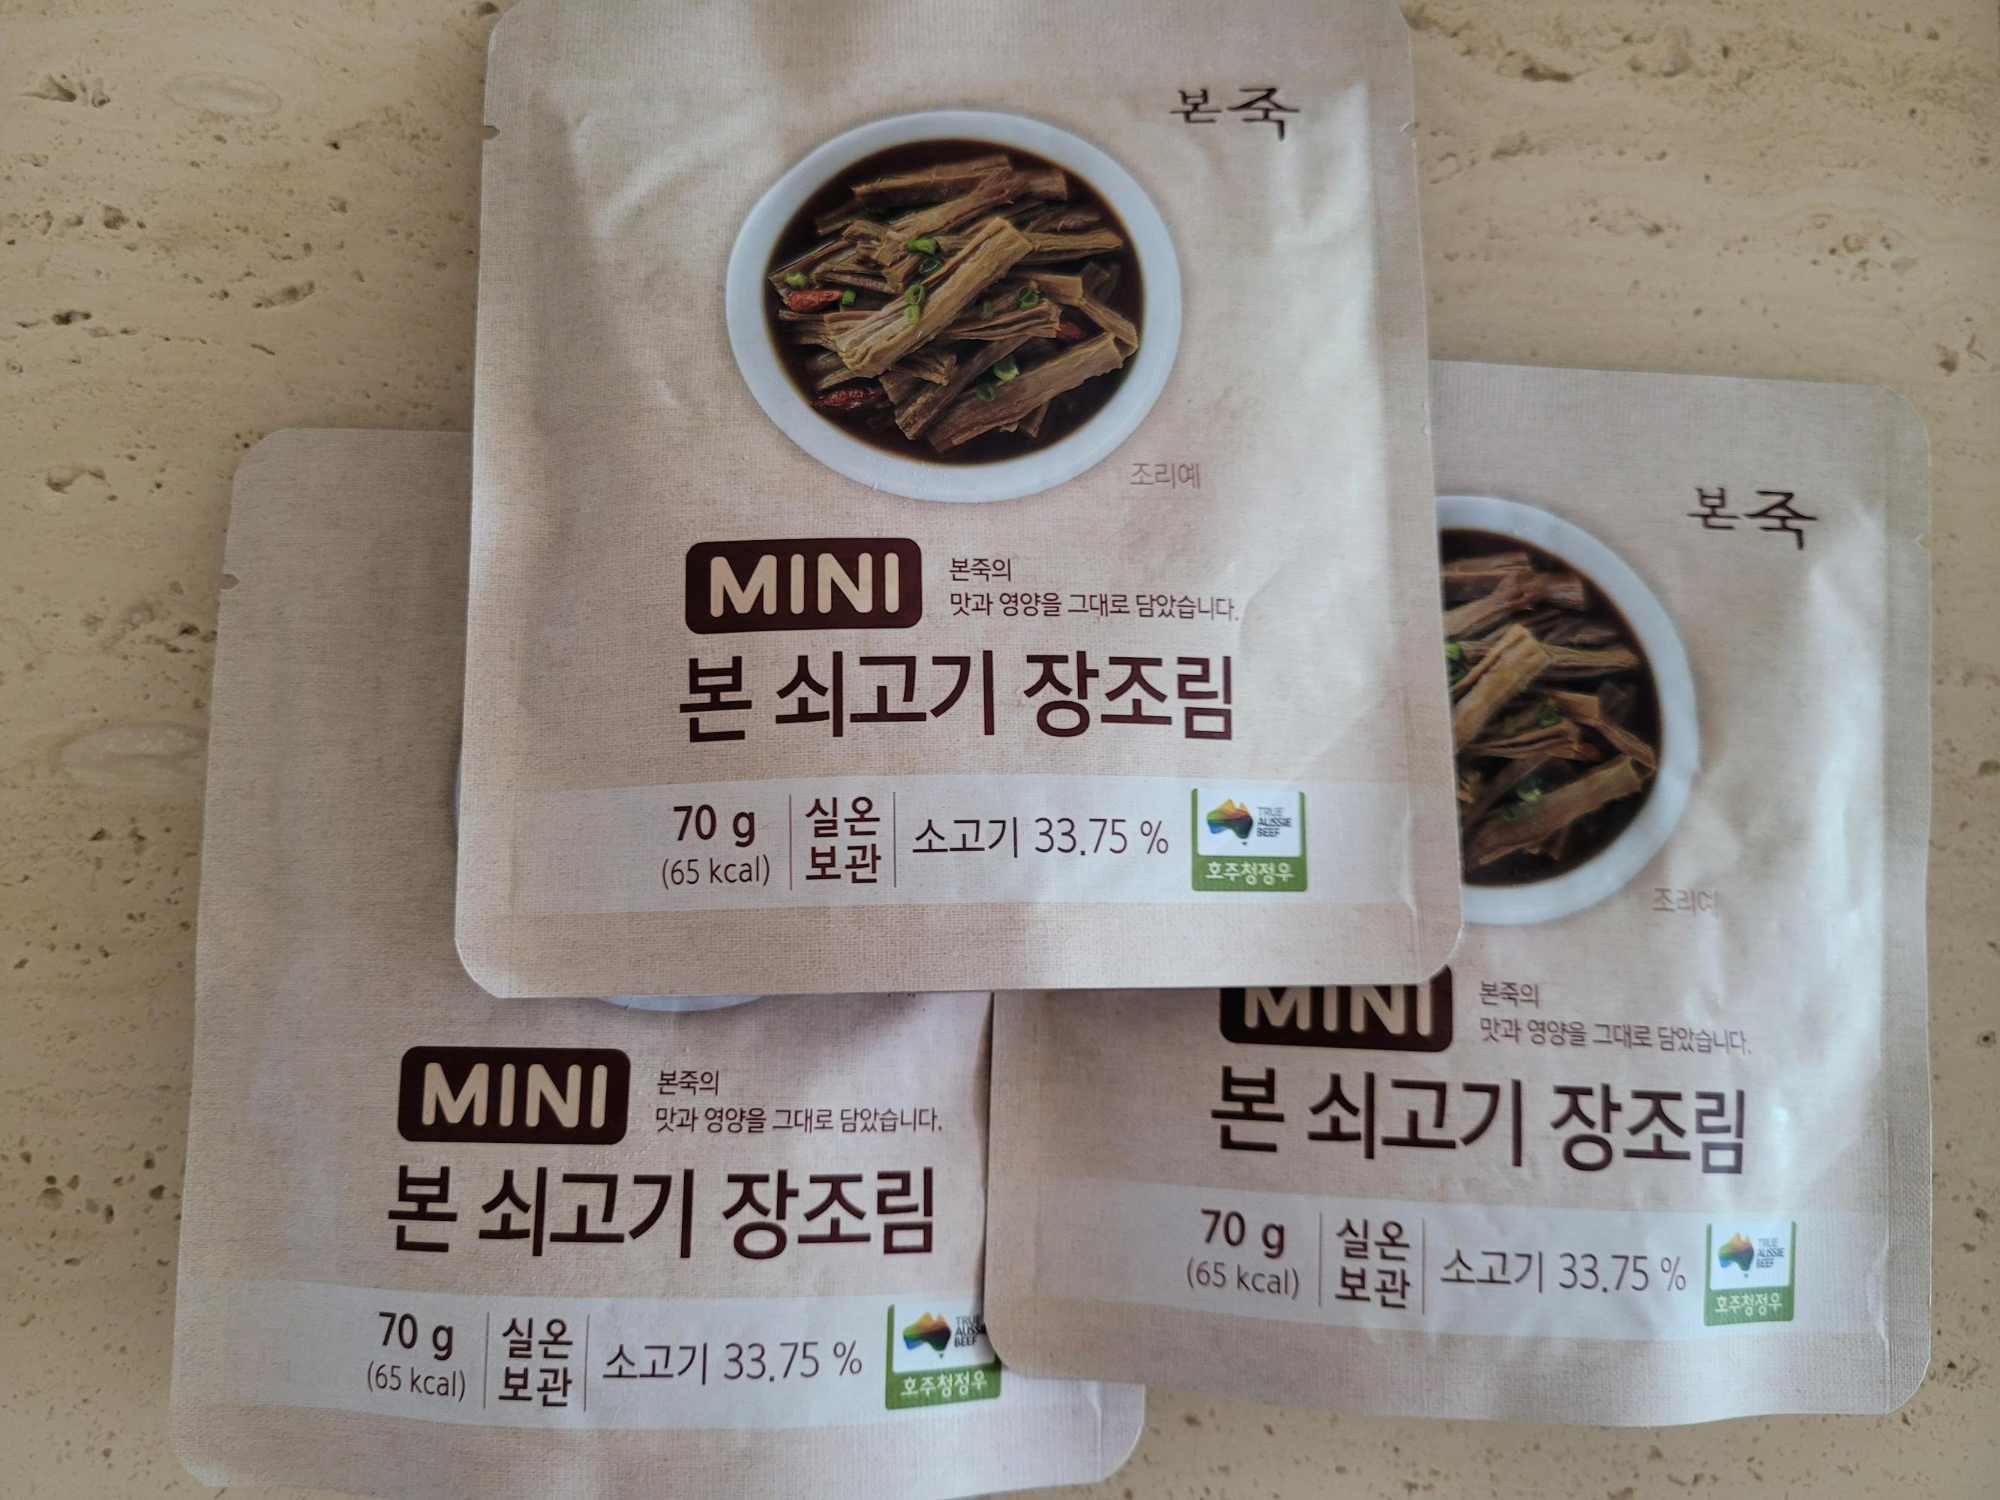 본죽
조리예
MINI
본죽의
맛과 영양을 그대로 담았습니다.
본 쇠고기 장조림
70 g
(65 kcal)
실온
보관
소고기 33.75 %
TRUE
AUSSIE
BEEF
호주청정우
본죽
조리예
MINI
본죽의
맛과 영양을 그대로 담았습니다.
본 쇠고기 장조림
70 g
(65 kcal)
실온
보관
소고기 33.75 %
TRUE
AUSSIE
BEEF
호주청정우
MINI
본죽의
맛과 영양을 그대로 담았습니다.
본 쇠고기 장조림
70 g
(65 kcal)
실온
보관
소고기 33.75 %
TRUE
AUSSIE
BEEF
호주청정우